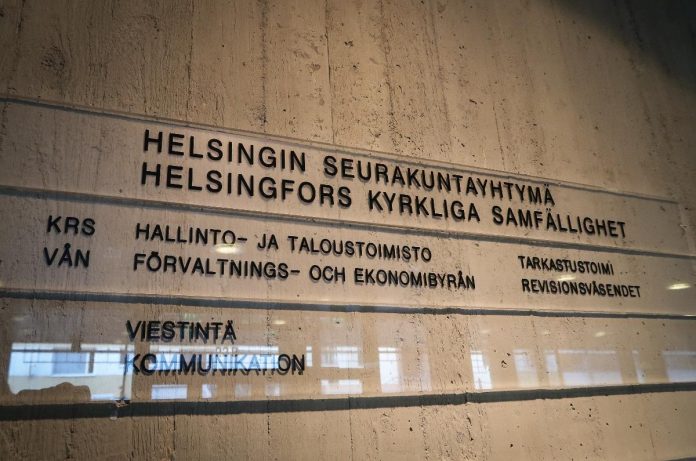 HELSINGIN SEURAKUNTAYHTYMÄ
HELSINGFORS KYRKLIGA SAMFÄLLIGHET
KRS HALLINTO- JA TALOUSTOIMISTO TARKASTUSTOIMI
VÅN FÖRVALTNINGS- OCH EKONOMIBYRÅN REVISIONSVÄSENDET
VIESTINTÄ
KOMMUNIKATION